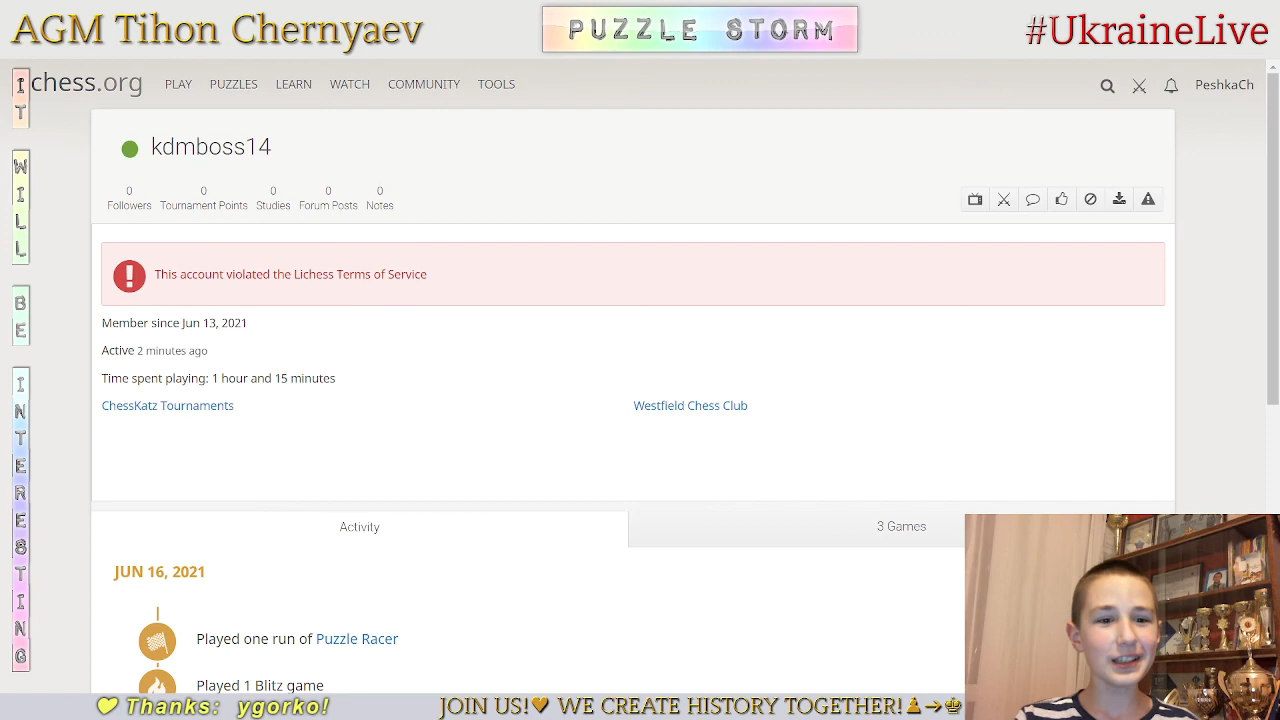 AGM Tihon Chernyaev
PUZZLE STORM
#UkraineLive
IT WILL BE INTERESTING
chess.org
PLAY PUZZLES LEARN WATCH COMMUNITY TOOLS
PeshkaCh
kdmboss14
0 0 0 0 0
Followers Tournament Points Studies Forum Posts Notes
This account violated the Lichess Terms of Service
Member since Jun 13, 2021
Active 2 minutes ago
Time spent playing: 1 hour and 15 minutes
ChessKatz Tournaments Westfield Chess Club
Activity 3 Games
JUN 16, 2021
Played one run of Puzzle Racer
Played 1 Blitz game
Thanks: ygorko!
JOIN US! WE CREATE HISTORY TOGETHER!